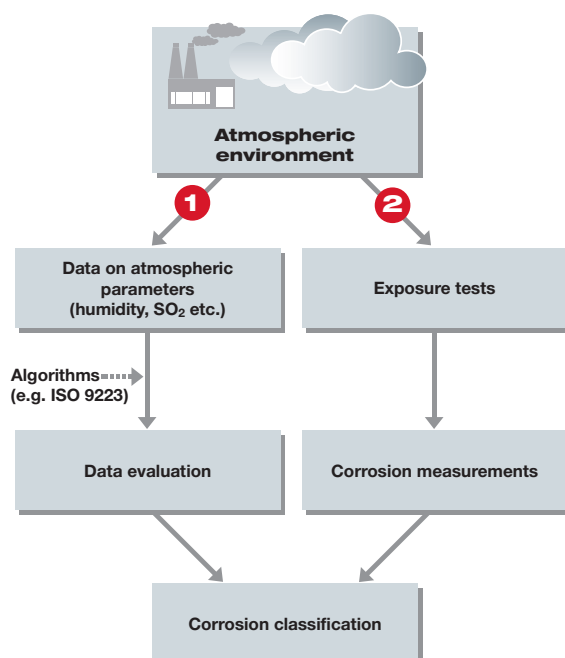 Atmospheric
environment
1
2
Data on atmospheric
parameters
(humidity, SO₂ etc.)
Exposure tests
Algorithms
(e.g. ISO 9223)
Data evaluation
Corrosion measurements
Corrosion classification